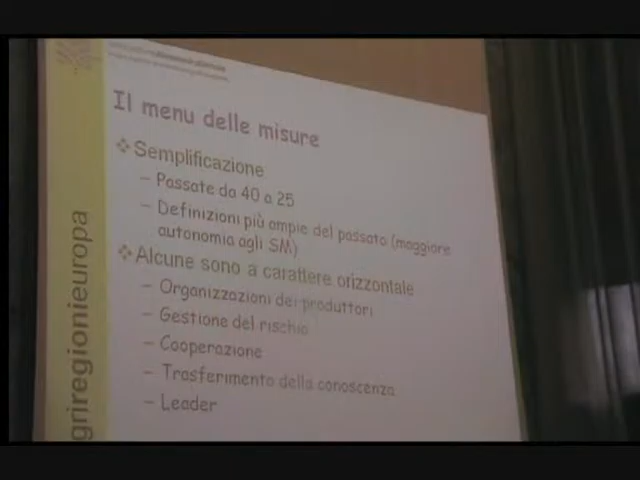 Il menu delle misure
❖ Semplificazione
– Passate da 40 a 25
– Definizioni più ampie del passato (maggiore
autonomia agli SM)
❖ Alcune sono a carattere orizzontale
– Organizzazioni dei produttori
– Gestione del rischio
– Cooperazione
– Trasferimento della conoscenza
– Leader
griregionieuropa